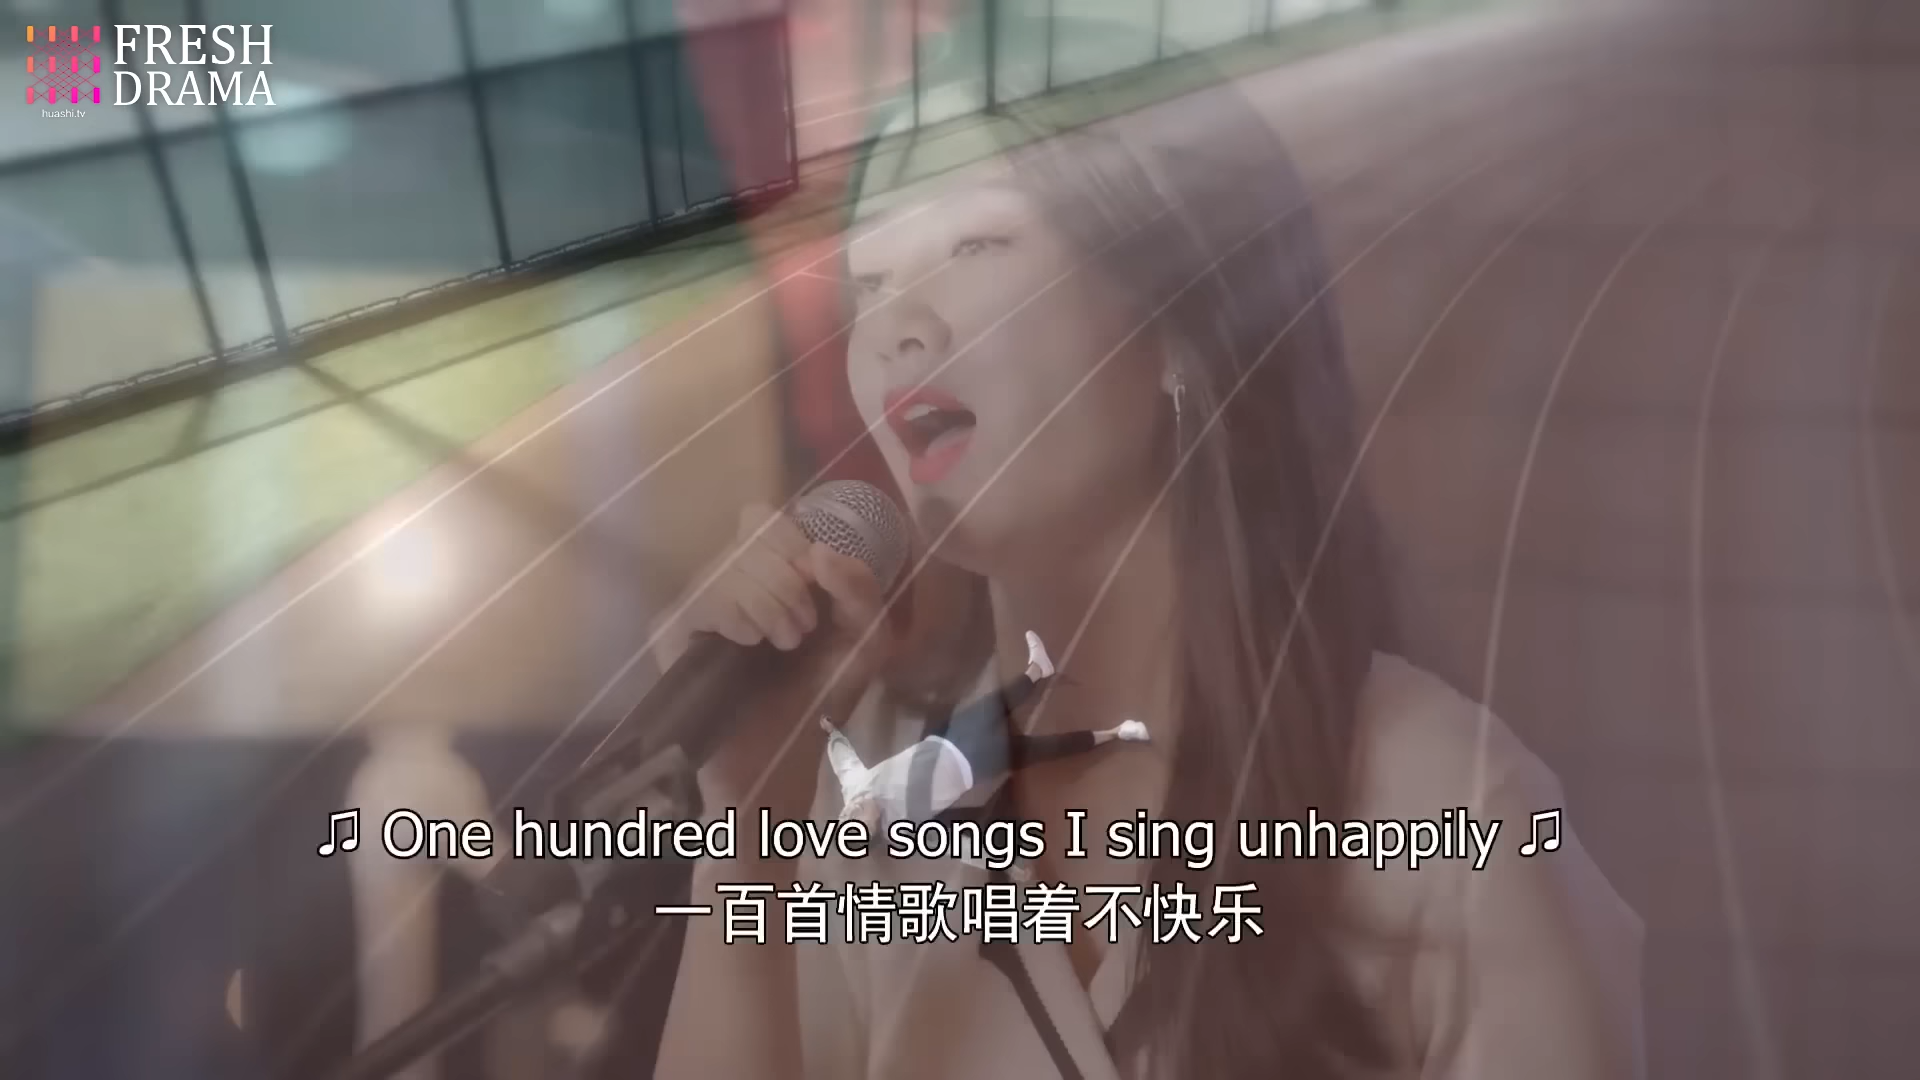 FRESH
DRAMA
huashi.tv
♫ One hundred love songs I sing unhappily ♫
一百首情歌唱着不快乐